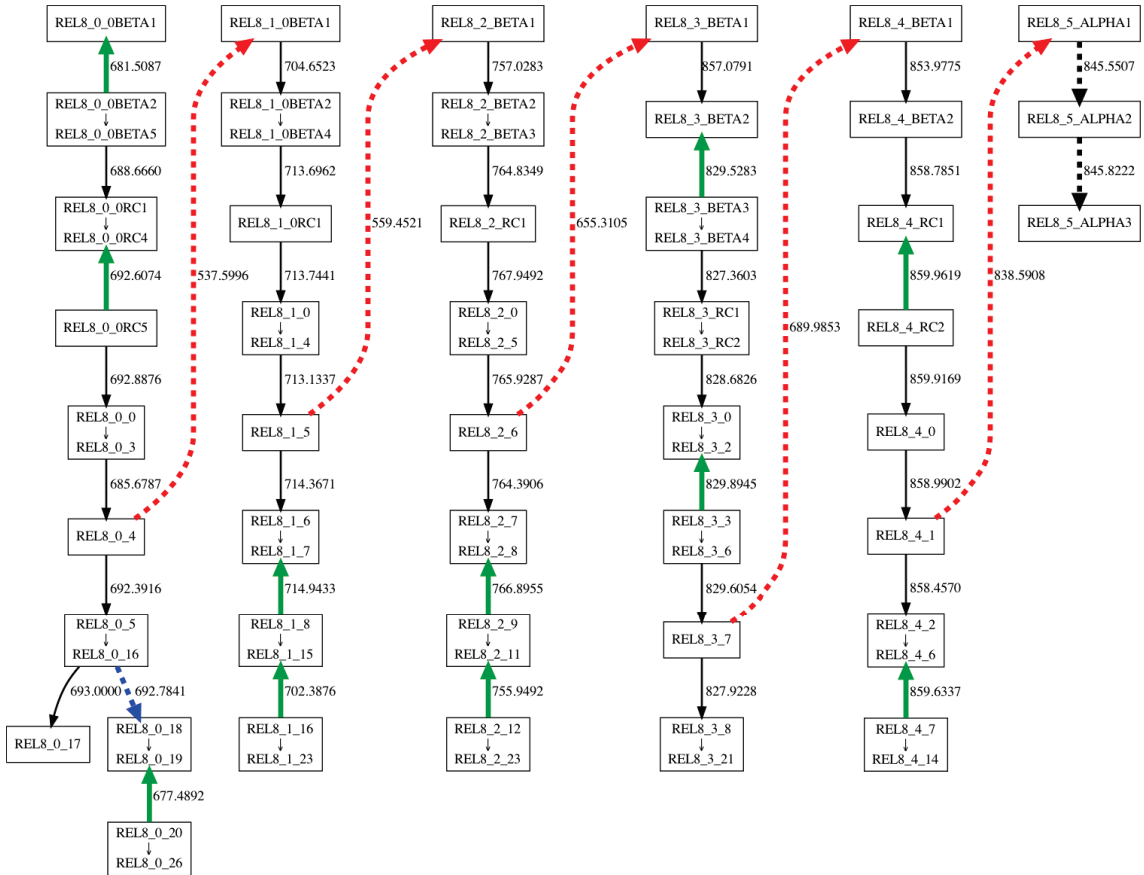 REL8_0_0BETA1
681.5087
REL8_0_0BETA2
↓
REL8_0_0BETA5
688.6660
REL8_0_0RC1
↓
REL8_0_0RC4
692.6074
REL8_0_0RC5
692.8876
REL8_0_0
↓
REL8_0_3
685.6787
REL8_0_4
692.3916
REL8_0_5
↓
REL8_0_16
693.0000
692.7841
REL8_0_17
REL8_0_18
↓
REL8_0_19
677.4892
REL8_0_20
↓
REL8_0_26
537.5996
REL8_1_0BETA1
704.6523
REL8_1_0BETA2
↓
REL8_1_0BETA4
713.6962
REL8_1_0RC1
713.7441
REL8_1_0
↓
REL8_1_4
713.1337
REL8_1_5
714.3671
REL8_1_6
↓
REL8_1_7
714.9433
REL8_1_8
↓
REL8_1_15
702.3876
REL8_1_16
↓
REL8_1_23
559.4521
REL8_2_BETA1
757.0283
REL8_2_BETA2
↓
REL8_2_BETA3
764.8349
REL8_2_RC1
767.9492
REL8_2_0
↓
REL8_2_5
765.9287
REL8_2_6
764.3906
REL8_2_7
↓
REL8_2_8
766.8955
REL8_2_9
↓
REL8_2_11
755.9492
REL8_2_12
↓
REL8_2_23
655.3105
REL8_3_BETA1
857.0791
REL8_3_BETA2
829.5283
REL8_3_BETA3
↓
REL8_3_BETA4
827.3603
REL8_3_RC1
↓
REL8_3_RC2
828.6826
REL8_3_0
↓
REL8_3_2
829.8945
REL8_3_3
↓
REL8_3_6
829.6054
REL8_3_7
827.9228
REL8_3_8
↓
REL8_3_21
689.9853
REL8_4_BETA1
853.9775
REL8_4_BETA2
858.7851
REL8_4_RC1
859.9619
REL8_4_RC2
859.9169
REL8_4_0
858.9902
REL8_4_1
858.4570
REL8_4_2
↓
REL8_4_6
859.6337
REL8_4_7
↓
REL8_4_14
838.5908
REL8_5_ALPHA1
845.5507
REL8_5_ALPHA2
845.8222
REL8_5_ALPHA3